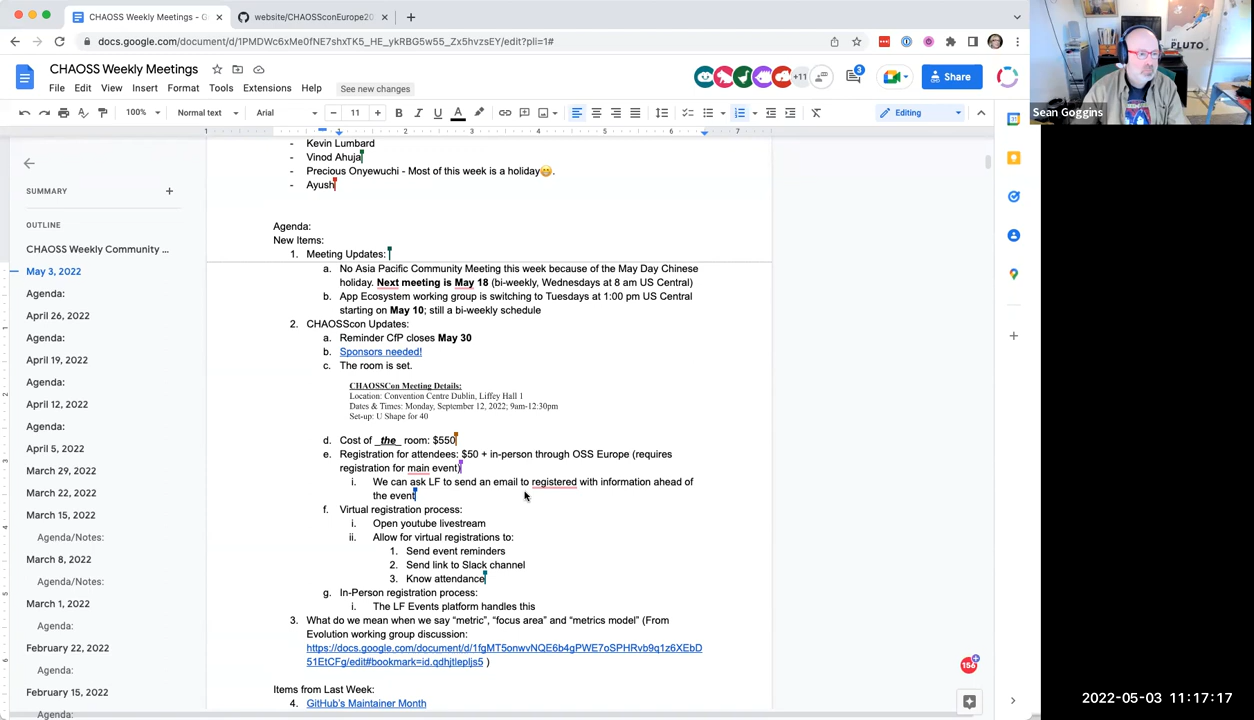 CHAOSS Weekly Meetings - G
website/CHAOSSconEurope20
docs.google.com/document/d/1PMDWc6xMe0fNE7shxTK5_HE_ykRBG5w55_Zx5hvzsEY/edit?pli=1#
CHAOSS Weekly Meetings
File Edit View Insert Format Tools Extensions Help
See new changes
+11
3
Share
Sean Goggins
PLUTO
100%
Normal text
Arial
11
Editing
1 2 3 4 5 6 7
SUMMARY
OUTLINE
CHAOSS Weekly Community ...
May 3, 2022
Agenda:
April 26, 2022
Agenda:
April 19, 2022
Agenda:
April 12, 2022
Agenda:
April 5, 2022
March 29, 2022
March 22, 2022
March 15, 2022
Agenda/Notes:
March 8, 2022
Agenda/Notes:
March 1, 2022
Agenda:
February 22, 2022
Agenda:
February 15, 2022
Agenda:
- Kevin Lumbard
- Vinod Ahuja
- Precious Onyewuchi - Most of this week is a holiday😁.
- Ayush
Agenda:
New Items:
1. Meeting Updates:
a. No Asia Pacific Community Meeting this week because of the May Day Chinese
holiday. Next meeting is May 18 (bi-weekly, Wednesdays at 8 am US Central)
b. App Ecosystem working group is switching to Tuesdays at 1:00 pm US Central
starting on May 10; still a bi-weekly schedule
2. CHAOSScon Updates:
a. Reminder CfP closes May 30
b. Sponsors needed!
c. The room is set.
CHAOSSCon Meeting Details:
Location: Convention Centre Dublin, Liffey Hall 1
Dates & Times: Monday, September 12, 2022; 9am-12:30pm
Set-up: U Shape for 40
d. Cost of _the_ room: $550
e. Registration for attendees: $50 + in-person through OSS Europe (requires
registration for main event)
i. We can ask LF to send an email to registered with information ahead of
the event
f. Virtual registration process:
i. Open youtube livestream
ii. Allow for virtual registrations to:
1. Send event reminders
2. Send link to Slack channel
3. Know attendance
g. In-Person registration process:
i. The LF Events platform handles this
3. What do we mean when we say “metric”, “focus area” and “metrics model” (From
Evolution working group discussion:
https://docs.google.com/document/d/1fgMT5onwvNQE6b4gPWE7oSPHRvb9q1z6XEbD
51EtCFg/edit#bookmark=id.qdhjtlepljs5 )
Items from Last Week:
4. GitHub's Maintainer Month
156
2022-05-03 11:17:17